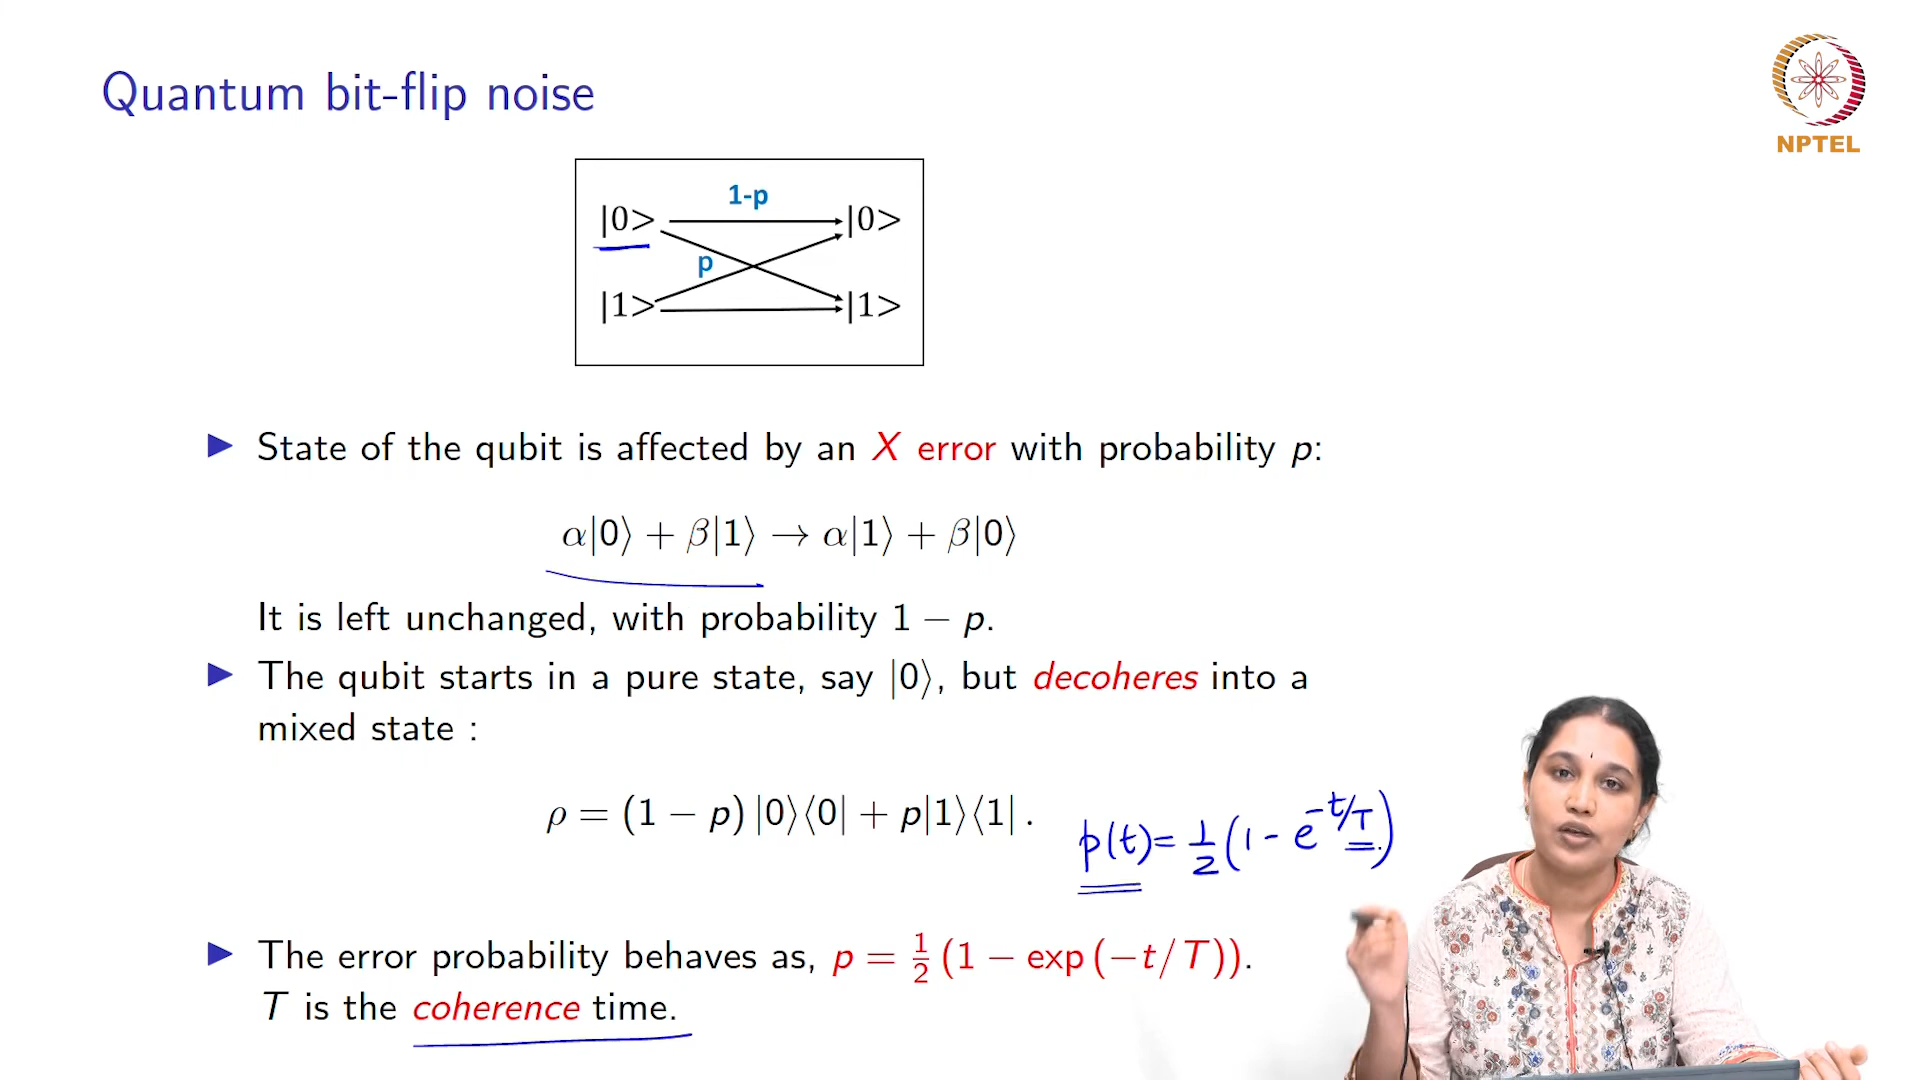 Quantum bit-flip noise
NPTEL
1-p
|0> |0>
p
|1> |1>
▶ State of the qubit is affected by an X error with probability p:
α|0⟩ + β|1⟩ → α|1⟩ + β|0⟩
It is left unchanged, with probability 1 − p.
▶ The qubit starts in a pure state, say |0⟩, but decoheres into a
mixed state :
ρ = (1 − p) |0⟩⟨0| + p|1⟩⟨1| .
p(t) = 1/2 (1 - e^{-t/T})
▶ The error probability behaves as, p = 1/2 (1 − exp (−t/T)).
T is the coherence time.